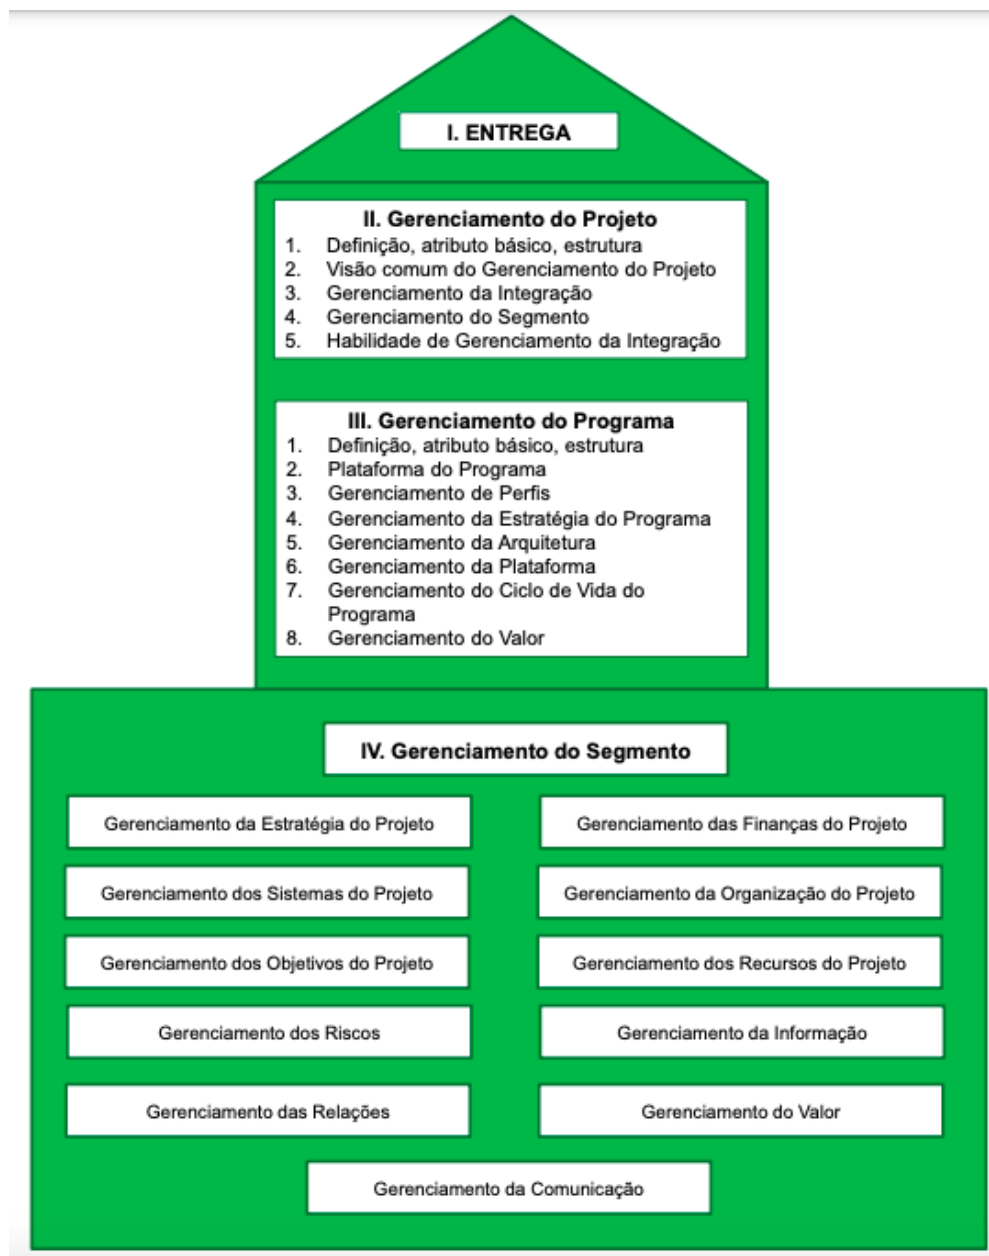 I. ENTREGA
II. Gerenciamento do Projeto
1. Definição, atributo básico, estrutura
2. Visão comum do Gerenciamento do Projeto
3. Gerenciamento da Integração
4. Gerenciamento do Segmento
5. Habilidade de Gerenciamento da Integração
III. Gerenciamento do Programa
1. Definição, atributo básico, estrutura
2. Plataforma do Programa
3. Gerenciamento de Perfis
4. Gerenciamento da Estratégia do Programa
5. Gerenciamento da Arquitetura
6. Gerenciamento da Plataforma
7. Gerenciamento do Ciclo de Vida do
Programa
8. Gerenciamento do Valor
IV. Gerenciamento do Segmento
Gerenciamento da Estratégia do Projeto
Gerenciamento das Finanças do Projeto
Gerenciamento dos Sistemas do Projeto
Gerenciamento da Organização do Projeto
Gerenciamento dos Objetivos do Projeto
Gerenciamento dos Recursos do Projeto
Gerenciamento dos Riscos
Gerenciamento da Informação
Gerenciamento das Relações
Gerenciamento do Valor
Gerenciamento da Comunicação